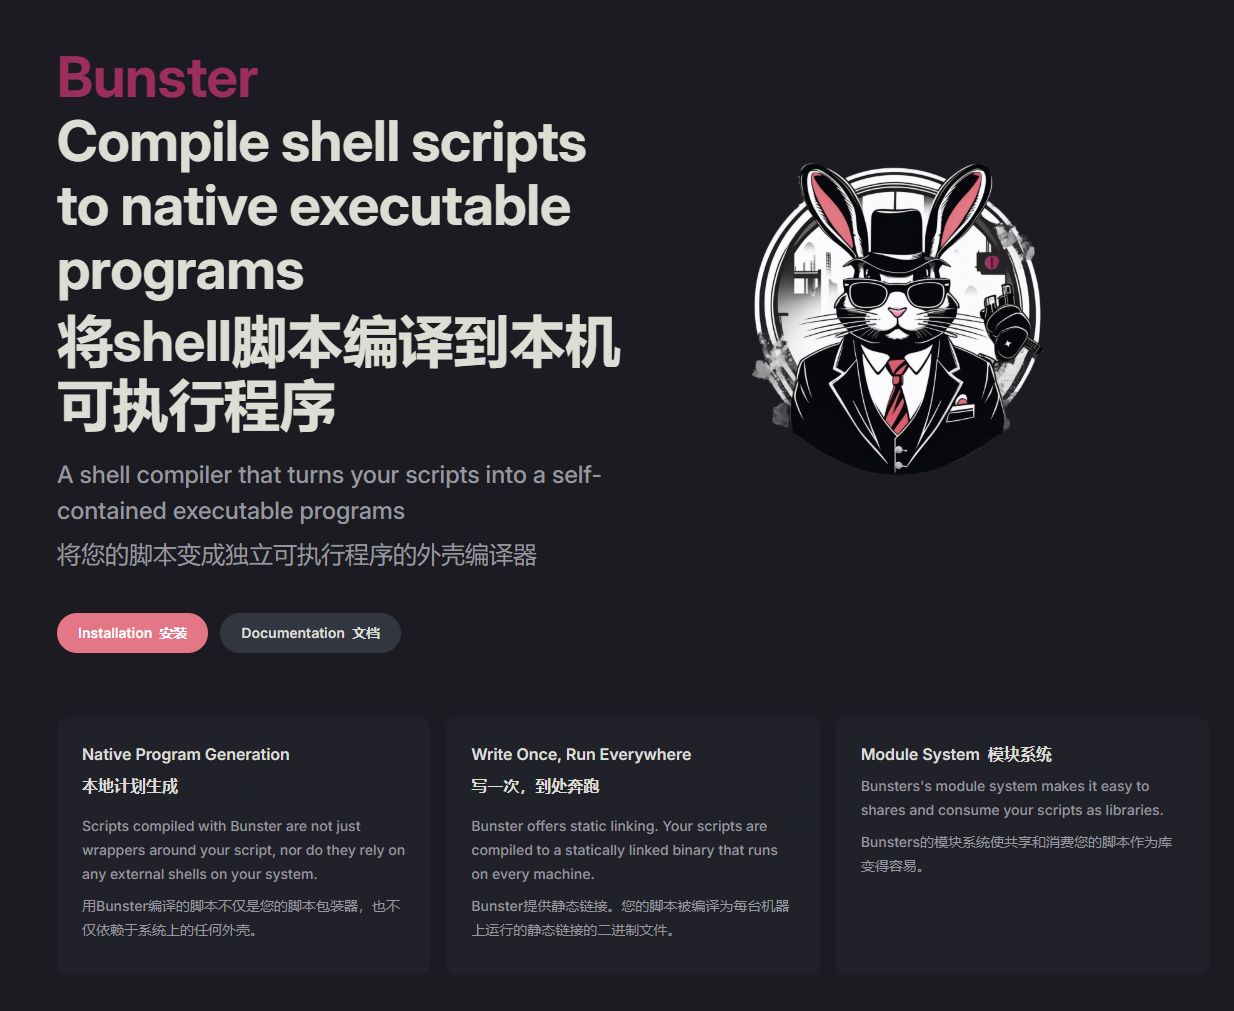 Bunster
Compile shell scripts
to native executable
programs
将shell脚本编译到本机
可执行程序
A shell compiler that turns your scripts into a self-
contained executable programs
将您的脚本变成独立可执行程序的外壳编译器
Installation 安装
Documentation 文档
Native Program Generation
本地计划生成
Scripts compiled with Bunster are not just
wrappers around your script, nor do they rely on
any external shells on your system.
用Bunster编译的脚本不仅是您的脚本包装器，也不
仅依赖于系统上的任何外壳。
Write Once, Run Everywhere
写一次，到处奔跑
Bunster offers static linking. Your scripts are
compiled to a statically linked binary that runs
on every machine.
Bunster提供静态链接。您的脚本被编译为每台机器
上运行的静态链接的二进制文件。
Module System 模块系统
Bunsters's module system makes it easy to
shares and consume your scripts as libraries.
Bunsters的模块系统使共享和消费您的脚本作为库
变得容易。